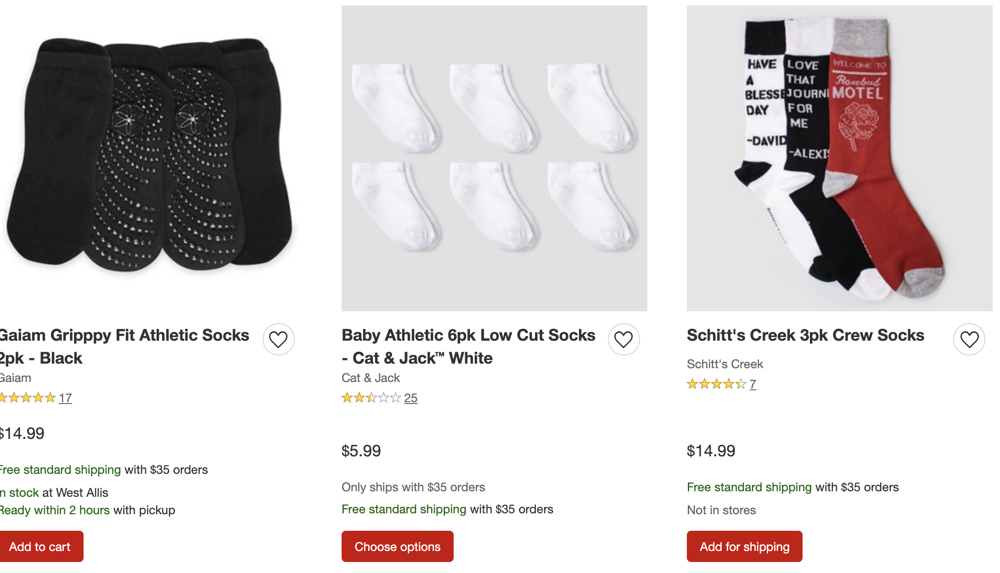 HAVE
A
BLESSE
DAY
-DAVID
LOVE
THAT
JOURN
FOR
ME
-ALEXIS
WELCOME TO
Rosebud
MOTEL
Gaiam Gripppy Fit Athletic Socks
2pk - Black
Gaiam
17
$14.99
Free standard shipping with $35 orders
In stock at West Allis
Ready within 2 hours with pickup
Add to cart
Baby Athletic 6pk Low Cut Socks
- Cat & Jack™ White
Cat & Jack
25
$5.99
Only ships with $35 orders
Free standard shipping with $35 orders
Choose options
Schitt's Creek 3pk Crew Socks
Schitt's Creek
7
$14.99
Free standard shipping with $35 orders
Not in stores
Add for shipping